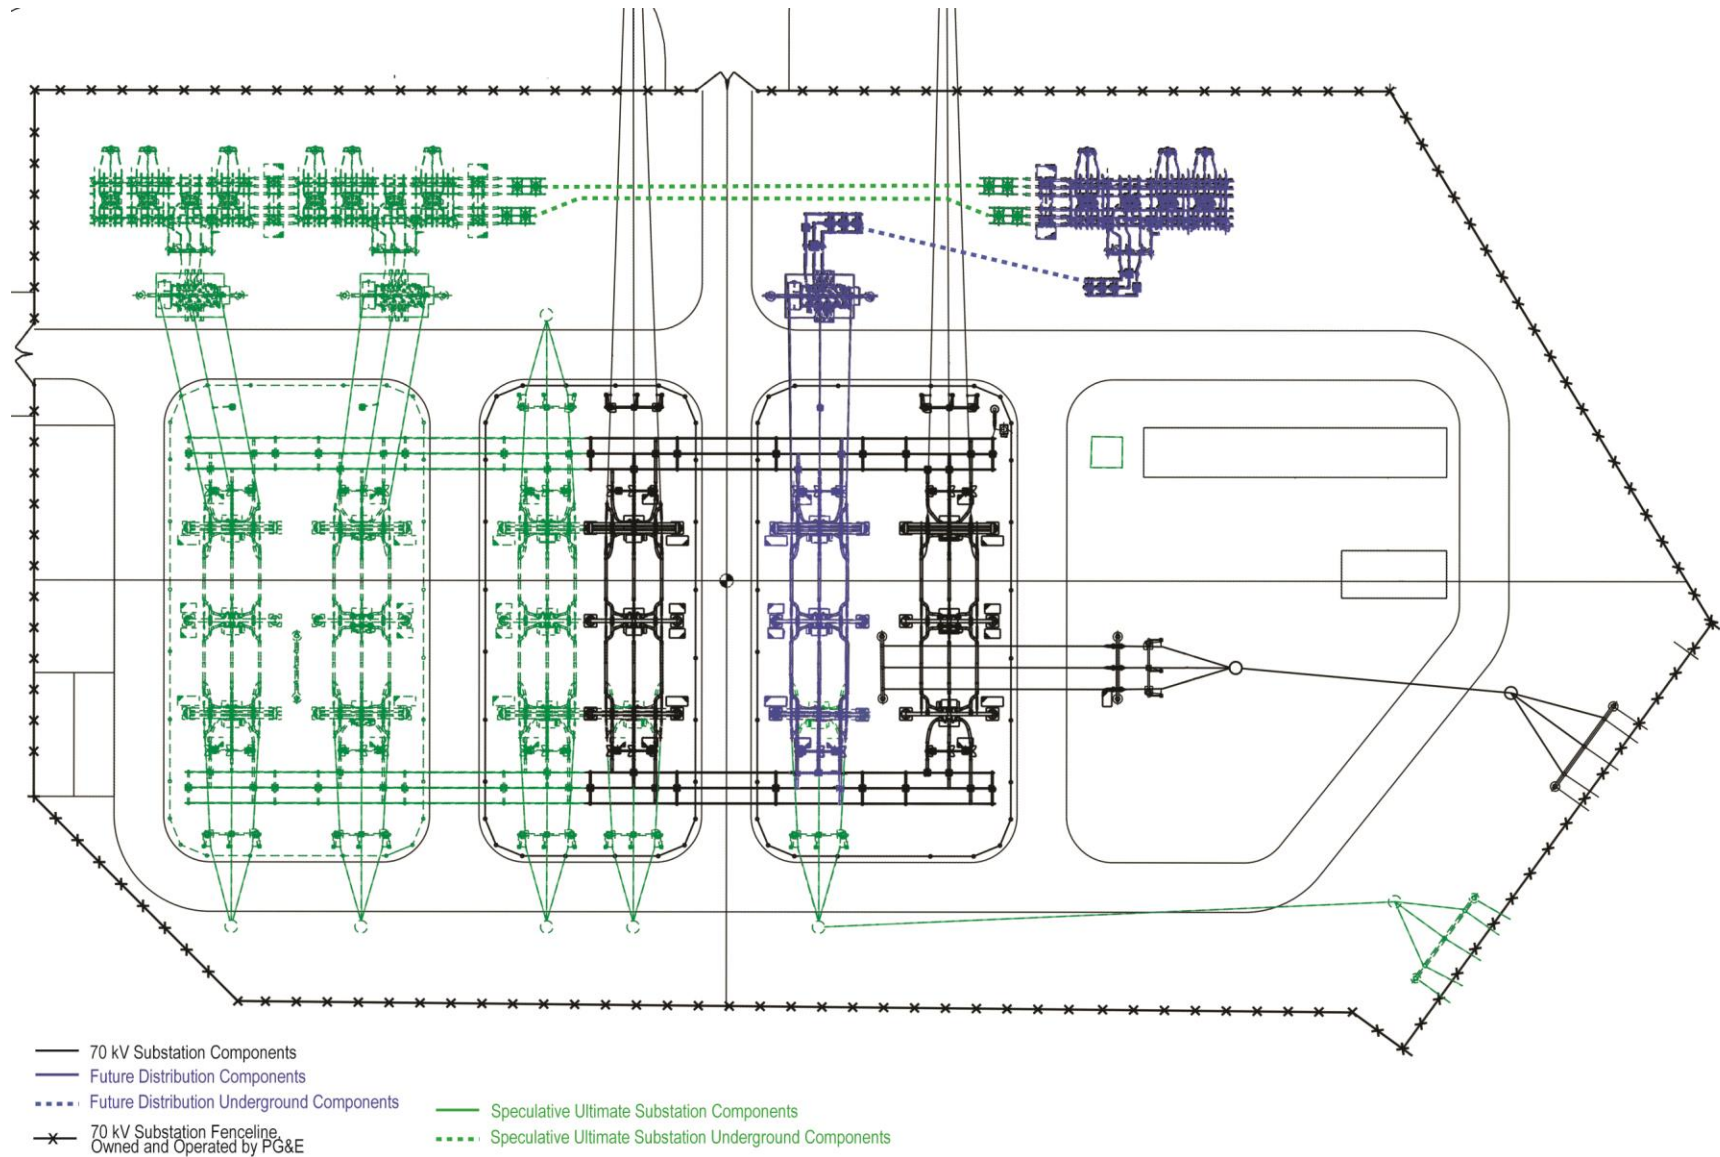 70 kV Substation Components
Future Distribution Components
Future Distribution Underground Components
70 kV Substation Fenceline,
Owned and Operated by PG&E
Speculative Ultimate Substation Components
Speculative Ultimate Substation Underground Components